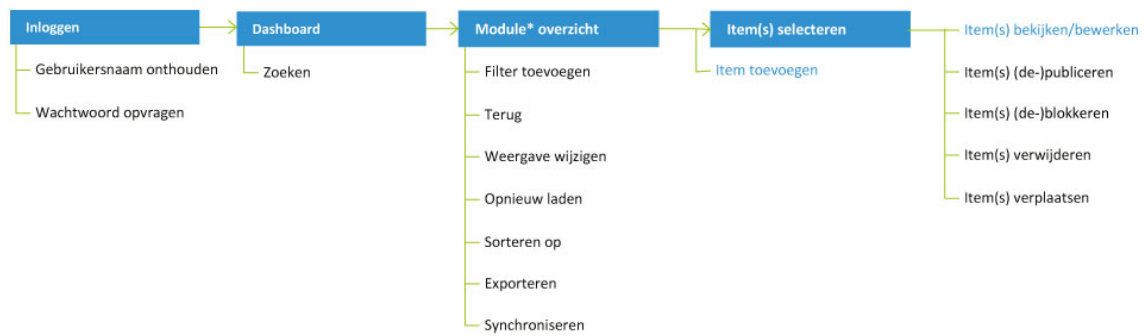 Inloggen
Gebruikersnaam onthouden
Wachtwoord opvragen
Dashboard
Zoeken
Module* overzicht
Filter toevoegen
Terug
Weergave wijzigen
Opnieuw laden
Sorteren op
Exporteren
Synchroniseren
Item(s) selecteren
Item toevoegen
Item(s) bekijken/bewerken
Item(s) (de-)publiceren
Item(s) (de-)blokkeren
Item(s) verwijderen
Item(s) verplaatsen